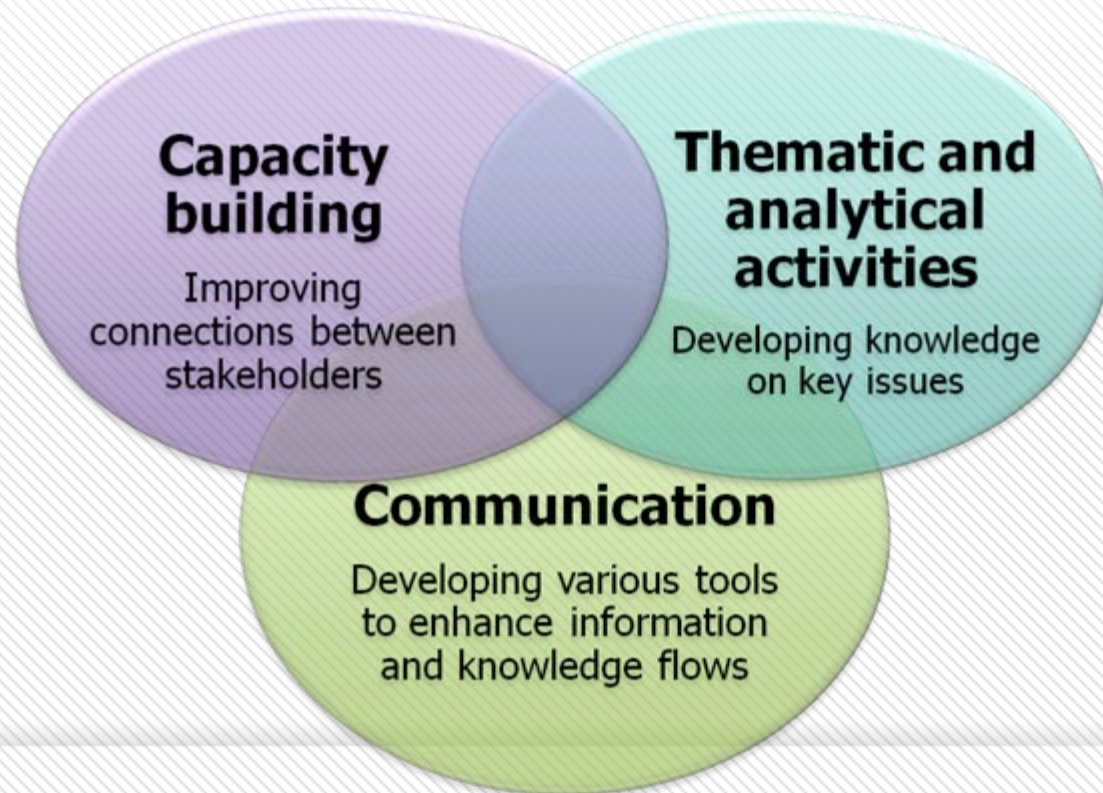 Capacity
building
Improving
connections between
stakeholders
Thematic and
analytical
activities
Developing knowledge
on key issues
Communication
Developing various tools
to enhance information
and knowledge flows